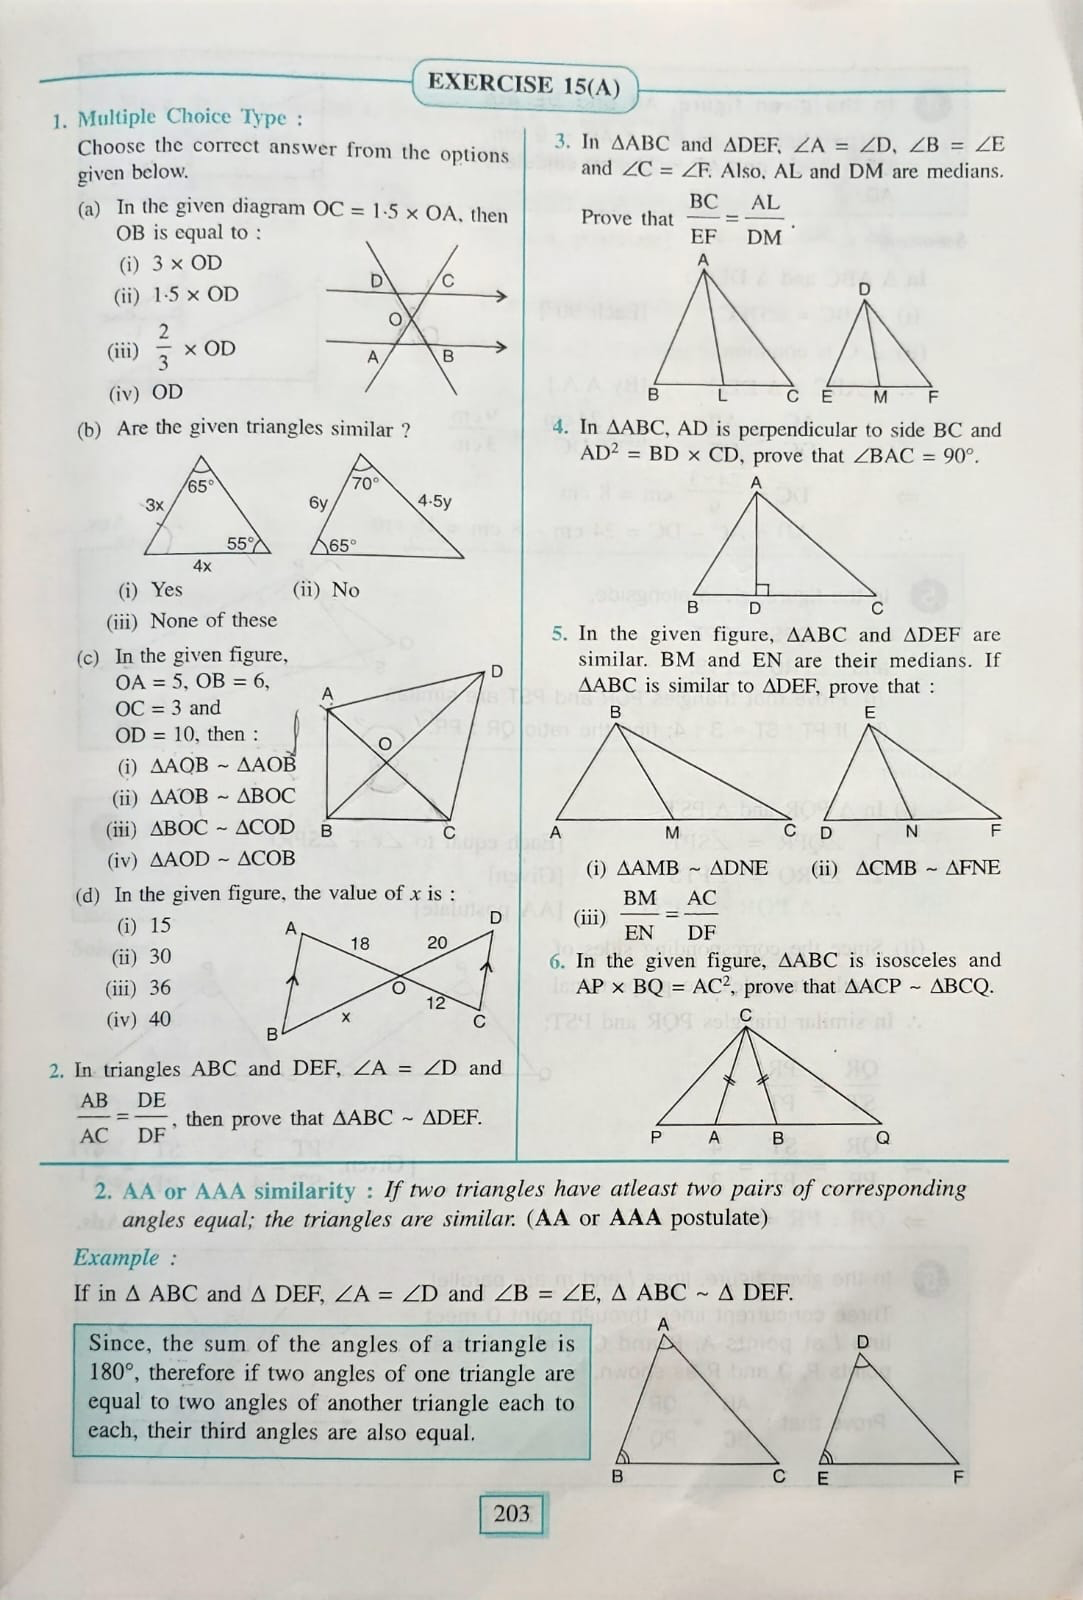 EXERCISE 15(A)
1. Multiple Choice Type :
Choose the correct answer from the options
given below.
(a) In the given diagram OC = 1·5 × OA, then
OB is equal to :
(i) 3 × OD
(ii) 1·5 × OD
(iii) 2/3 × OD
(iv) OD
D C
O
A B
(b) Are the given triangles similar ?
65°
3x
55°
4x
70°
6y 4·5y
65°
(i) Yes (ii) No
(iii) None of these
(c) In the given figure,
OA = 5, OB = 6,
OC = 3 and
OD = 10, then :
(i) ΔAOB ~ ΔAOB
(ii) ΔAOB ~ ΔBOC
(iii) ΔBOC ~ ΔCOD
(iv) ΔAOD ~ ΔCOB
D
A
O
B C
(d) In the given figure, the value of x is :
(i) 15
(ii) 30
(iii) 36
(iv) 40
A 18 20 D
O
12
B x C
2. In triangles ABC and DEF, ∠A = ∠D and
AB/AC = DE/DF, then prove that ΔABC ~ ΔDEF.
3. In ΔABC and ΔDEF, ∠A = ∠D, ∠B = ∠E
and ∠C = ∠F. Also, AL and DM are medians.
Prove that BC/EF = AL/DM.
A
D
B L C E M F
4. In ΔABC, AD is perpendicular to side BC and
AD² = BD × CD, prove that ∠BAC = 90°.
A
B D C
5. In the given figure, ΔABC and ΔDEF are
similar. BM and EN are their medians. If
ΔABC is similar to ΔDEF, prove that :
B E
A M C D N F
(i) ΔAMB ~ ΔDNE (ii) ΔCMB ~ ΔFNE
(iii) BM/EN = AC/DF
6. In the given figure, ΔABC is isosceles and
AP × BQ = AC², prove that ΔACP ~ ΔBCQ.
C
P A B Q
2. AA or AAA similarity : If two triangles have atleast two pairs of corresponding
angles equal; the triangles are similar. (AA or AAA postulate)
Example :
If in Δ ABC and Δ DEF, ∠A = ∠D and ∠B = ∠E, Δ ABC ~ Δ DEF.
Since, the sum of the angles of a triangle is
180°, therefore if two angles of one triangle are
equal to two angles of another triangle each to
each, their third angles are also equal.
A
D
B C E F
203